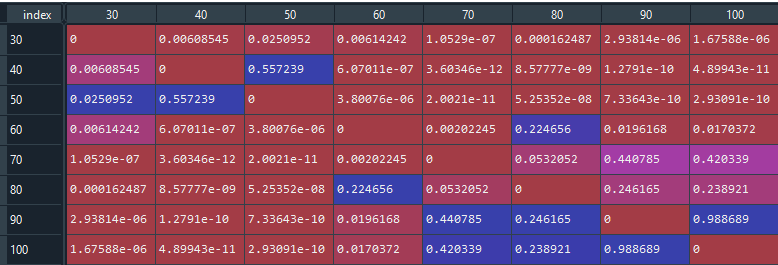 index 30 40 50 60 70 80 90 100
30 0 0.00608545 0.0250952 0.00614242 1.0529e-07 0.000162487 2.93814e-06 1.67588e-06
40 0.00608545 0 0.557239 6.07011e-07 3.60346e-12 8.57777e-09 1.2791e-10 4.89943e-11
50 0.0250952 0.557239 0 3.80076e-06 2.0021e-11 5.25352e-08 7.33643e-10 2.93091e-10
60 0.00614242 6.07011e-07 3.80076e-06 0 0.00202245 0.224656 0.0196168 0.0170372
70 1.0529e-07 3.60346e-12 2.0021e-11 0.00202245 0 0.0532052 0.440785 0.420339
80 0.000162487 8.57777e-09 5.25352e-08 0.224656 0.0532052 0 0.246165 0.238921
90 2.93814e-06 1.2791e-10 7.33643e-10 0.0196168 0.440785 0.246165 0 0.988689
100 1.67588e-06 4.89943e-11 2.93091e-10 0.0170372 0.420339 0.238921 0.988689 0